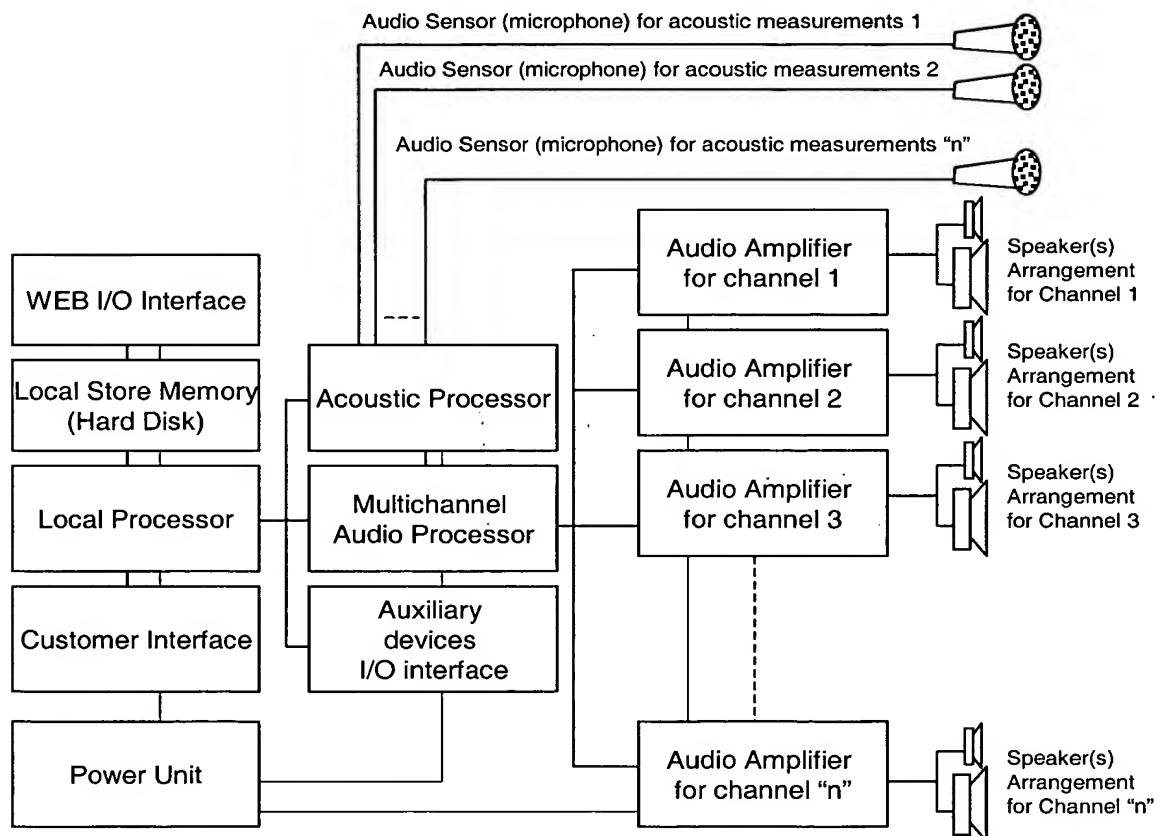 Audio Sensor (microphone) for acoustic measurements 1
Audio Sensor (microphone) for acoustic measurements 2
Audio Sensor (microphone) for acoustic measurements “n”
WEB I/O Interface
Local Store Memory
(Hard Disk)
Local Processor
Customer Interface
Power Unit
Acoustic Processor
Multichannel
Audio Processor
Auxiliary
devices
I/O interface
Audio Amplifier
for channel 1
Audio Amplifier
for channel 2
Audio Amplifier
for channel 3
Audio Amplifier
for channel “n”
Speaker(s)
Arrangement
for Channel 1
Speaker(s)
Arrangement
for Channel 2
Speaker(s)
Arrangement
for Channel 3
Speaker(s)
Arrangement
for Channel “n”